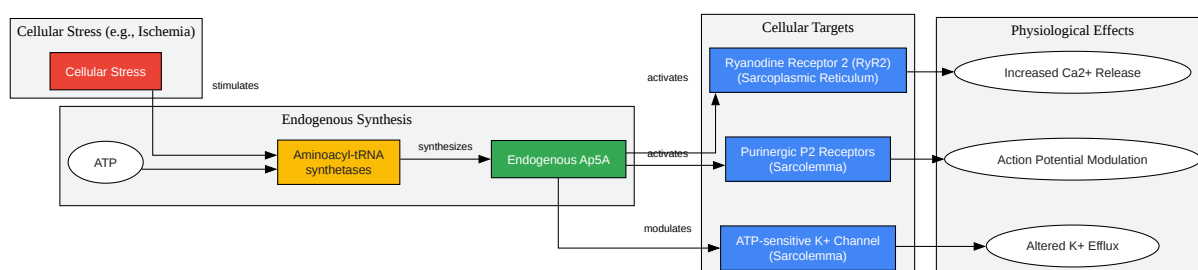 Cellular Stress (e.g., Ischemia)
Cellular Stress
stimulates
Endogenous Synthesis
ATP
Aminoacyl-tRNA
synthetases
synthesizes
Endogenous Ap5A
activates
activates
modulates
Cellular Targets
Ryanodine Receptor 2 (RyR2)
(Sarcoplasmic Reticulum)
Purinergic P2 Receptors
(Sarcolemma)
ATP-sensitive K+ Channel
(Sarcolemma)
Physiological Effects
Increased Ca2+ Release
Action Potential Modulation
Altered K+ Efflux